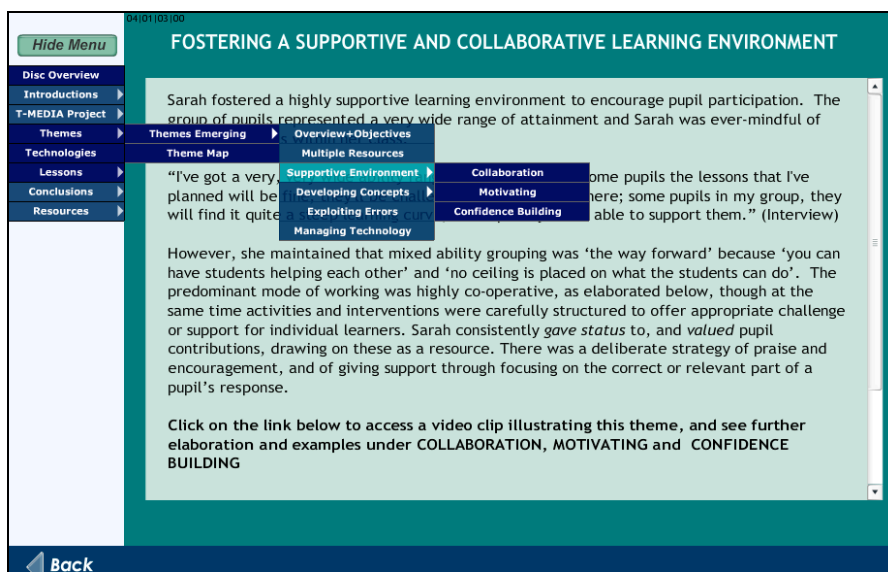 04|01|03|00
Hide Menu
FOSTERING A SUPPORTIVE AND COLLABORATIVE LEARNING ENVIRONMENT
Disc Overview
Introductions
T-MEDIA Project
Themes
Technologies
Lessons
Conclusions
Resources
Themes Emerging
Theme Map
Overview+Objectives
Multiple Resources
Supportive Environment
Developing Concepts
Exploiting Errors
Managing Technology
Collaboration
Motivating
Confidence Building
Sarah fostered a highly supportive learning environment to encourage pupil participation. The
group of pupils represented a very wide range of attainment and Sarah was ever-mindful of
“I've got a very, some pupils the lessons that I've
planned will be here; some pupils in my group, they
will find it quite able to support them.” (Interview)
However, she maintained that mixed ability grouping was ‘the way forward’ because ‘you can
have students helping each other’ and ‘no ceiling is placed on what the students can do’. The
predominant mode of working was highly co-operative, as elaborated below, though at the
same time activities and interventions were carefully structured to offer appropriate challenge
or support for individual learners. Sarah consistently gave status to, and valued pupil
contributions, drawing on these as a resource. There was a deliberate strategy of praise and
encouragement, and of giving support through focusing on the correct or relevant part of a
pupil’s response.
Click on the link below to access a video clip illustrating this theme, and see further
elaboration and examples under COLLABORATION, MOTIVATING and CONFIDENCE
BUILDING
Back